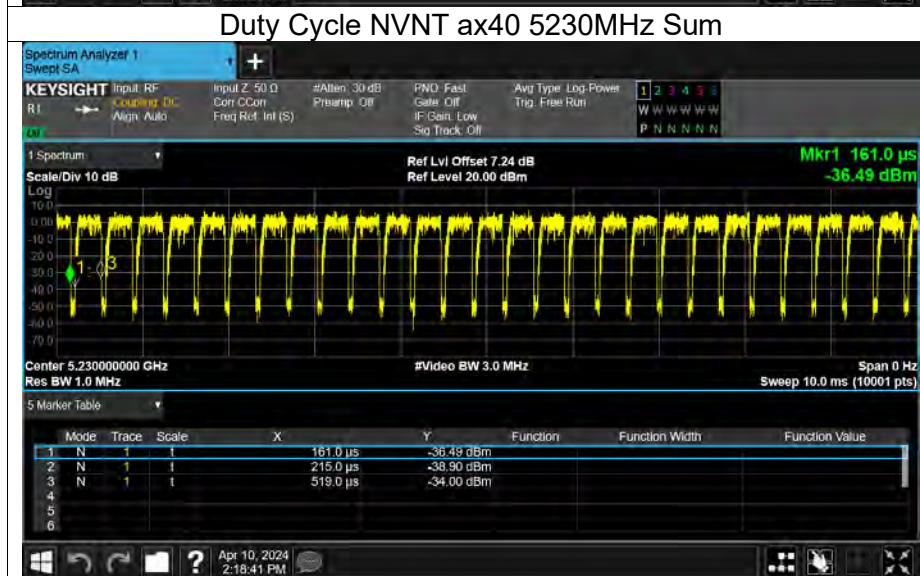 Duty Cycle NVNT ax40 5230MHz Sum
Spectrum Analyzer 1
Swept SA
+
KEYSIGHT Input: RF Input Z: 50 Ω #Atten: 30 dB PNO: Fast Avg Type: Log-Power 1 2 3 4 5 6
R1 Coupling: DC Corr CCorr Preamp: Off Gate: Off Trig: Free Run W W W W W W
Align: Auto Freq Ref: Int (S) IF Gain: Low
Sig Track: Off P N N N N N
1 Spectrum Ref Lvl Offset 7.24 dB Mkr1 161.0 µs
Scale/Div 10 dB Ref Level 20.00 dBm -36.49 dBm
Log
10.0
0.00
-10.0
-20.0
-30.0
-40.0
-50.0
-60.0
-70.0
1 3
Center 5.230000000 GHz #Video BW 3.0 MHz Span 0 Hz
Res BW 1.0 MHz Sweep 10.0 ms (10001 pts)
5 Marker Table
Mode Trace Scale X Y Function Function Width Function Value
1 N 1 t 161.0 µs -36.49 dBm
2 N 1 t 215.0 µs -38.90 dBm
3 N 1 t 519.0 µs -34.00 dBm
4
5
6
? Apr 10, 2024
2:18:41 PM